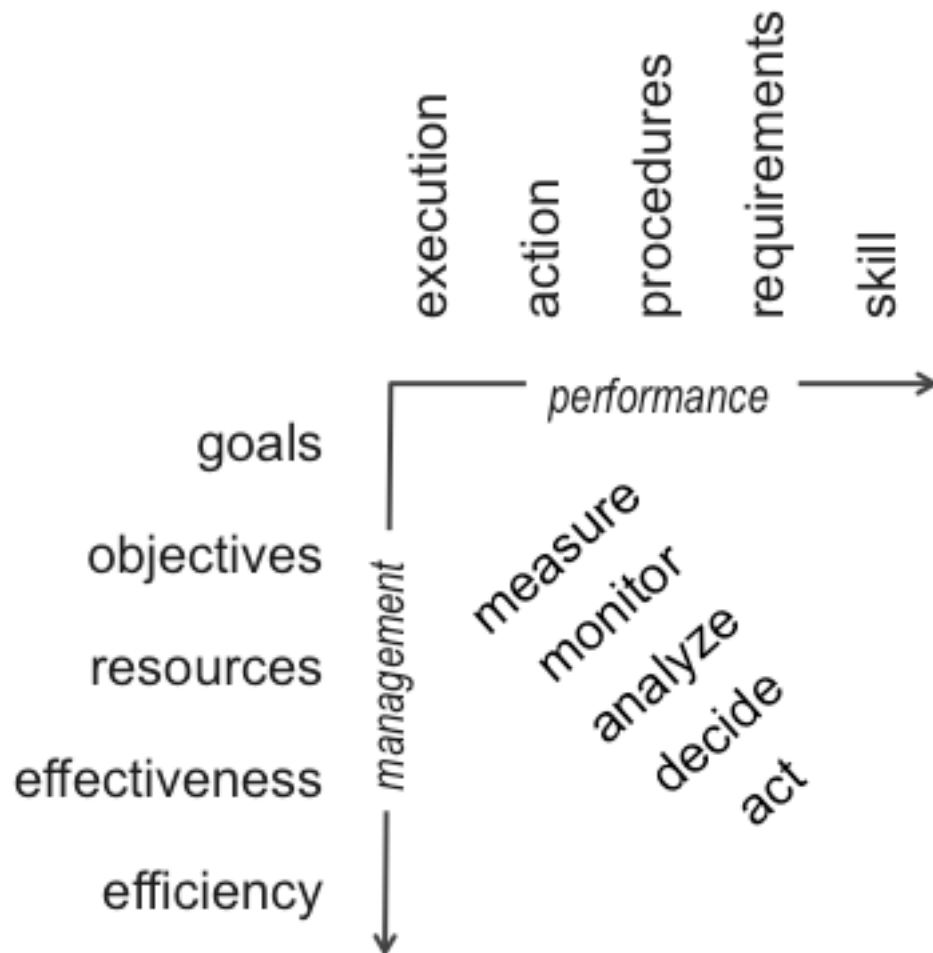 execution
action
procedures
requirements
skill
performance
goals
objectives
resources
effectiveness
efficiency
management
measure
monitor
analyze
decide
act